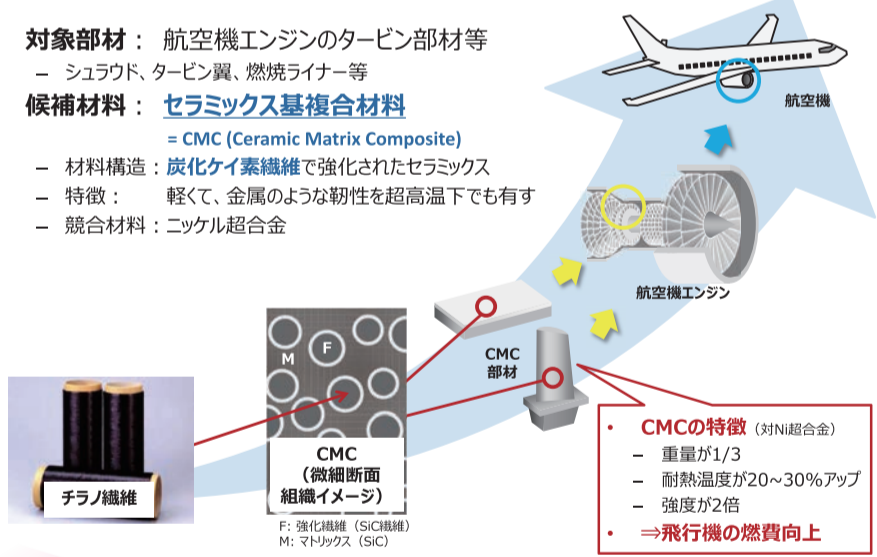 対象部材： 航空機エンジンのタービン部材等
– シュラウド、タービン翼、燃焼ライナー等
候補材料： セラミックス基複合材料
= CMC (Ceramic Matrix Composite)
– 材料構造：炭化ケイ素繊維で強化されたセラミックス
– 特徴： 軽くて、金属のような靭性を超高温下でも有す
– 競合材料：ニッケル超合金
航空機
航空機エンジン
CMC
部材
M
F
チラノ繊維
CMC
（微細断面
組織イメージ）
F: 強化繊維（SiC繊維）
M: マトリックス（SiC）
• CMCの特徴（対Ni超合金）
– 重量が1/3
– 耐熱温度が20~30%アップ
– 強度が2倍
• ⇒飛行機の燃費向上